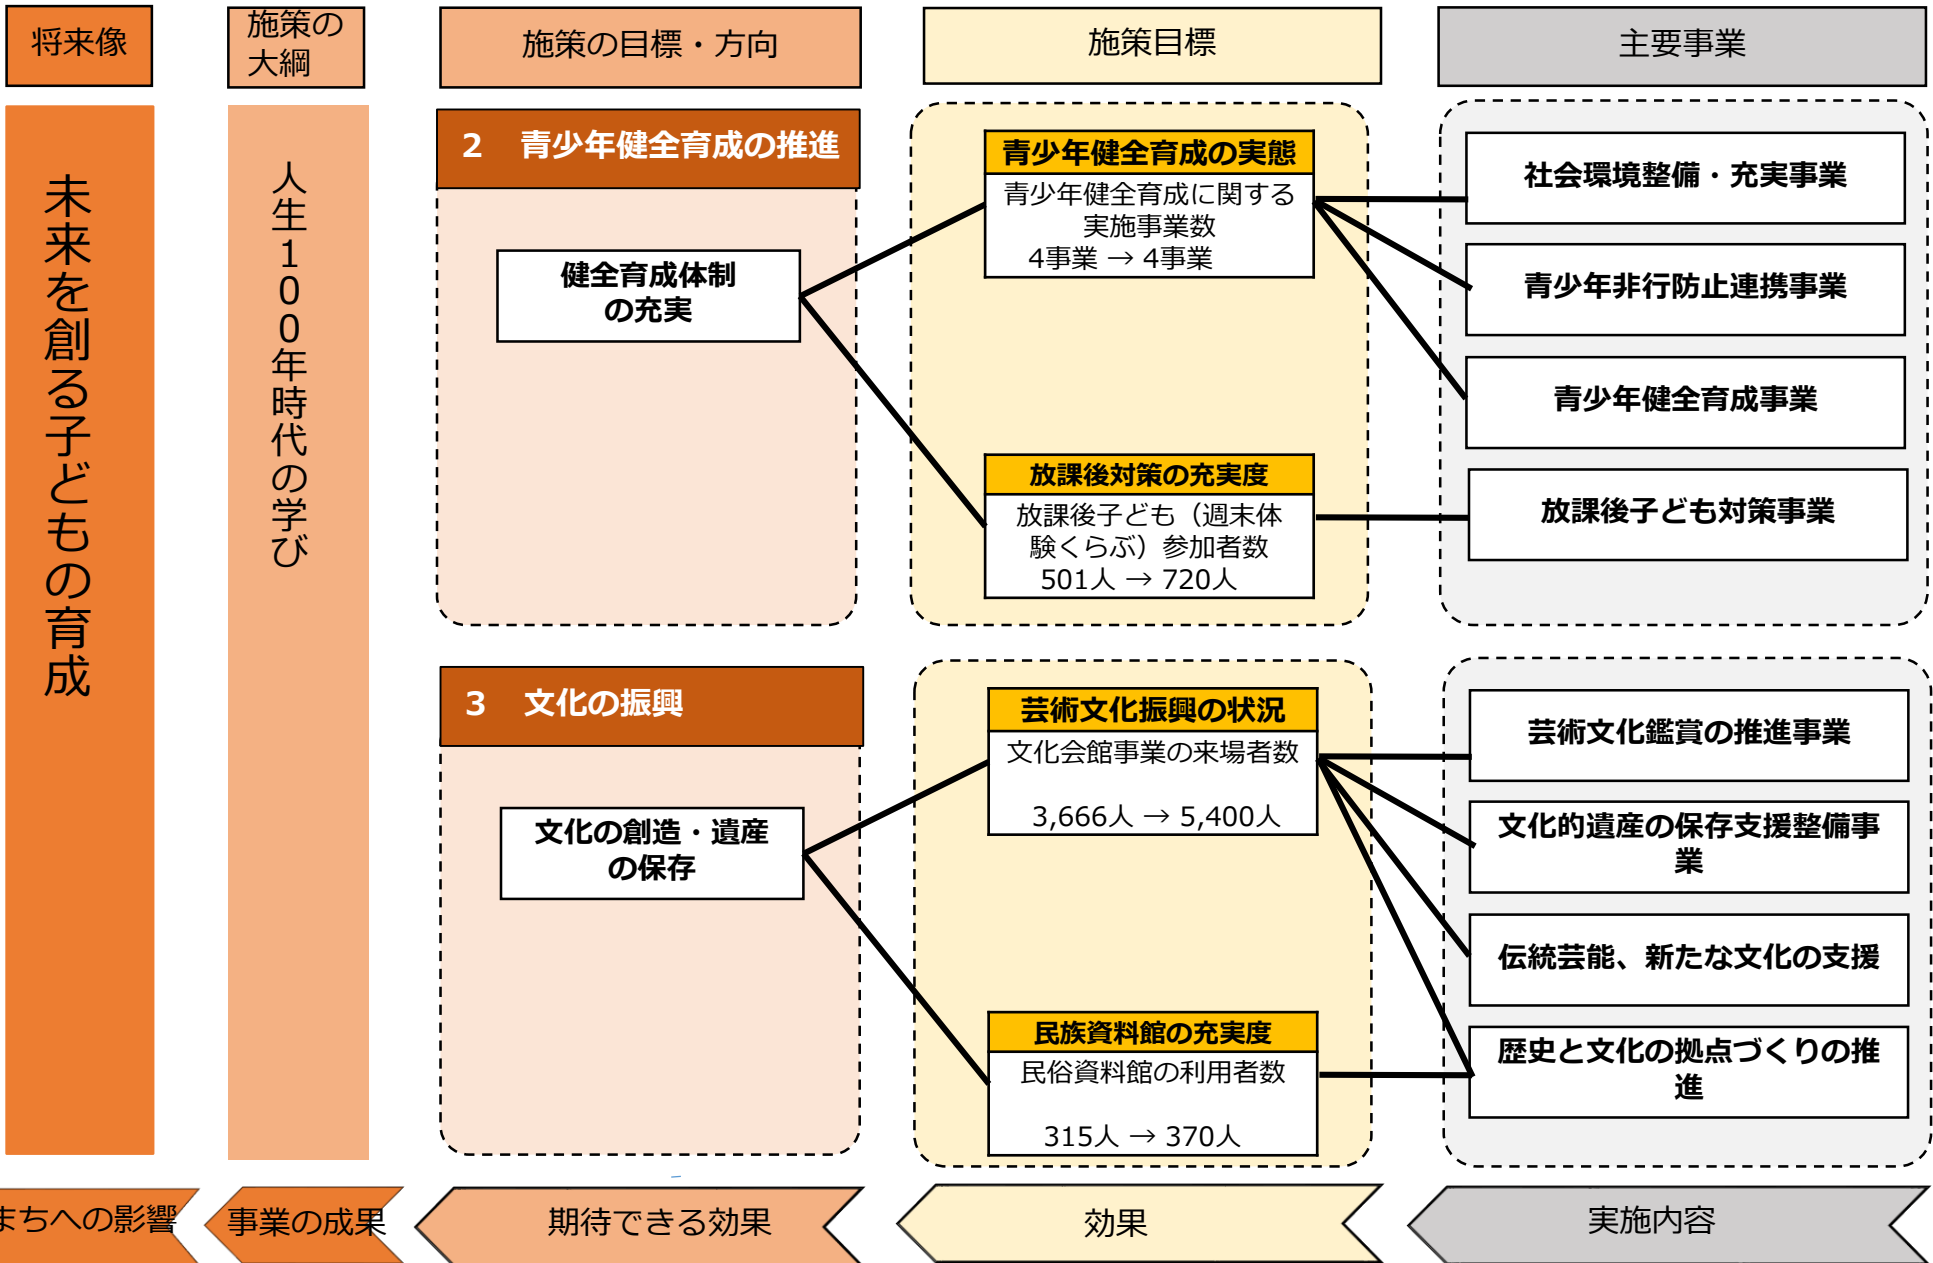 将来像
施策の
大綱
施策の目標・方向
施策目標
主要事業
未来を創る子どもの育成
人生100年時代の学び
2 青少年健全育成の推進
健全育成体制
の充実
青少年健全育成の実態
青少年健全育成に関する
実施事業数
4事業 → 4事業
放課後対策の充実度
放課後子ども（週末体
験くらぶ）参加者数
501人 → 720人
社会環境整備・充実事業
青少年非行防止連携事業
青少年健全育成事業
放課後子ども対策事業
3 文化の振興
文化の創造・遺産
の保存
芸術文化振興の状況
文化会館事業の来場者数
3,666人 → 5,400人
民族資料館の充実度
民俗資料館の利用者数
315人 → 370人
芸術文化鑑賞の推進事業
文化的遺産の保存支援整備事
業
伝統芸能、新たな文化の支援
歴史と文化の拠点づくりの推
進
まちへの影響
事業の成果
期待できる効果
効果
実施内容